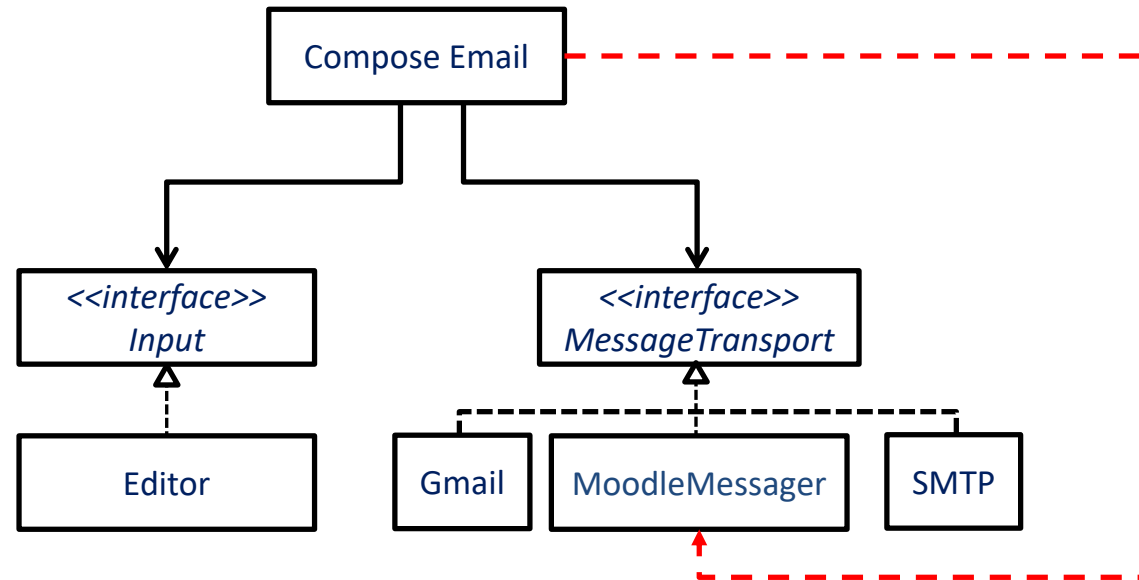 Compose Email
<<interface>>
Input
<<interface>>
MessageTransport
Editor
Gmail
MoodleMessager
SMTP